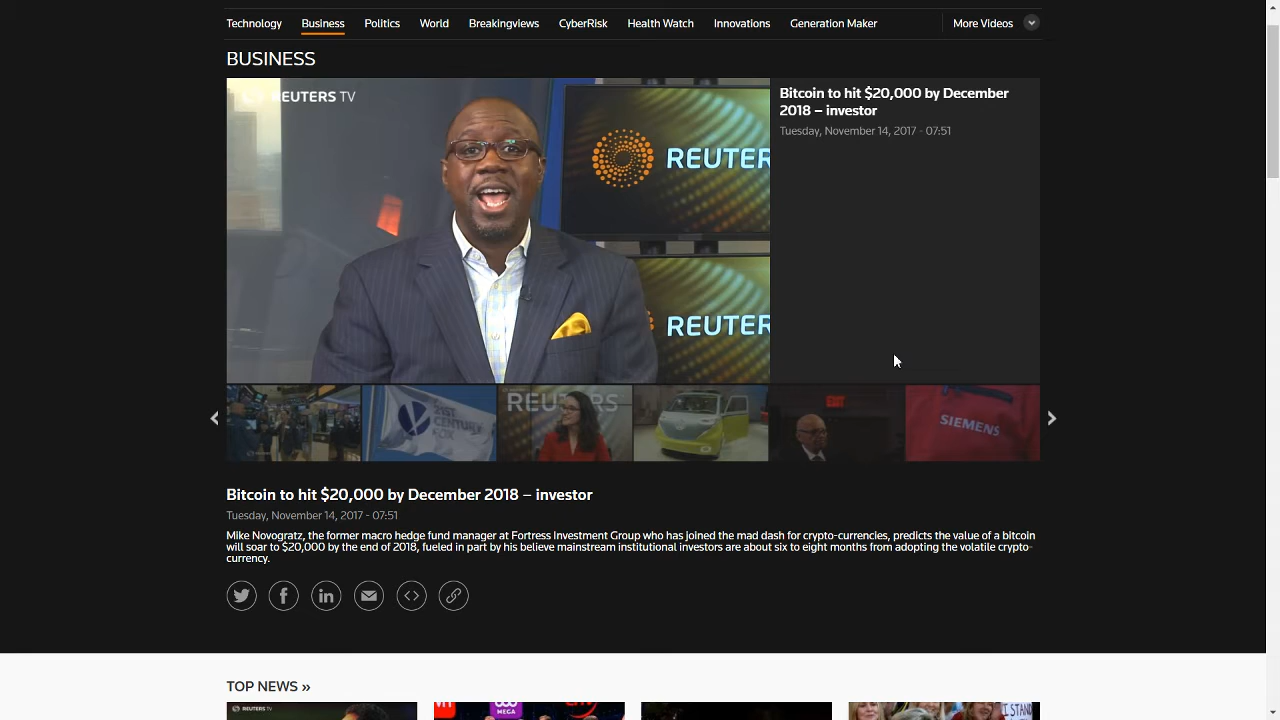 Technology Business Politics World Breakingviews CyberRisk Health Watch Innovations Generation Maker More Videos
BUSINESS
REUTERS TV
REUTER
REUTER
Bitcoin to hit $20,000 by December
2018 – investor
Tuesday, November 14, 2017 - 07:51
21ST
CENTURY
FOX
REUTERS
EXIT
SIEMENS
Bitcoin to hit $20,000 by December 2018 – investor
Tuesday, November 14, 2017 - 07:51
Mike Novogratz, the former macro hedge fund manager at Fortress Investment Group who has joined the mad dash for crypto-currencies, predicts the value of a bitcoin
will soar to $20,000 by the end of 2018, fueled in part by his believe mainstream institutional investors are about six to eight months from adopting the volatile crypto-
currency.
TOP NEWS »
REUTERS TV
MEGA
I STAND